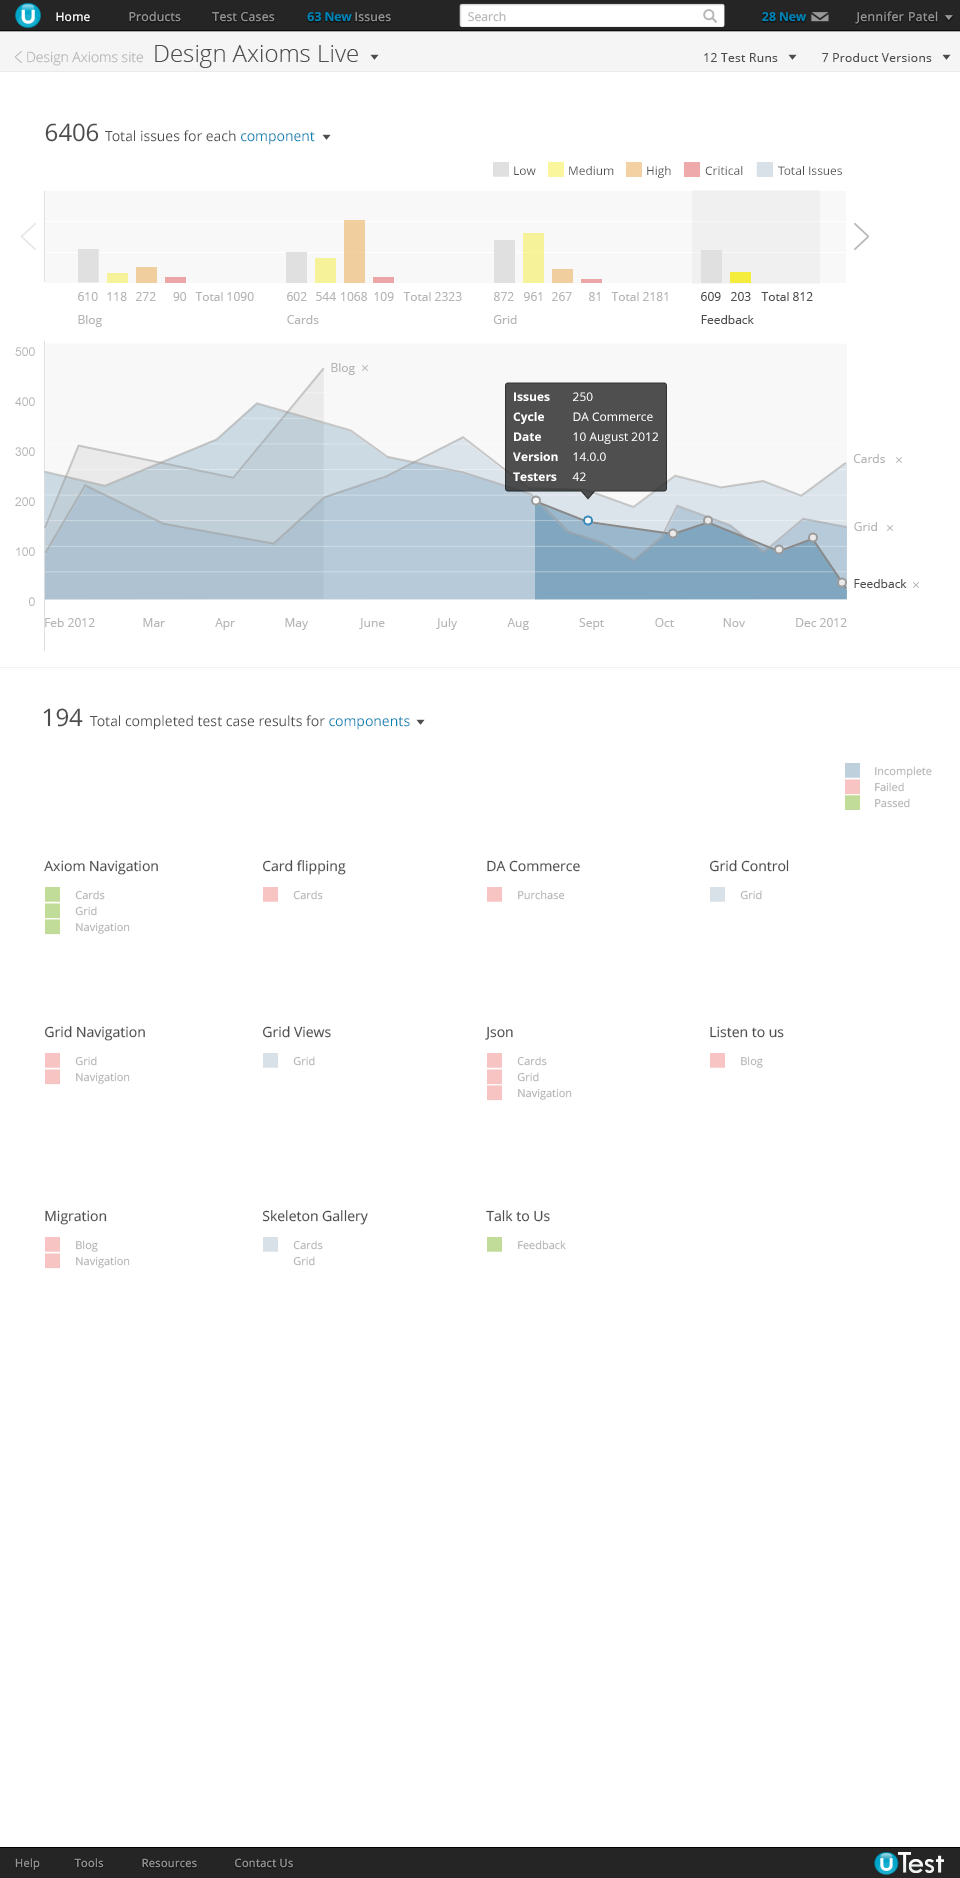 U Home Products Test Cases 63 New Issues Search 28 New Jennifer Patel
Design Axioms site Design Axioms Live 12 Test Runs 7 Product Versions
6406 Total issues for each component
Low Medium High Critical Total Issues
610 118 272 90 Total 1090 602 544 1068 109 Total 2323 872 961 267 81 Total 2181 609 203 Total 812
Blog Cards Grid Feedback
500
Blog ×
400
Issues 250
Cycle DA Commerce
Date 10 August 2012
Version 14.0.0
Testers 42
300
Cards ×
200
Grid ×
100
Feedback ×
0
Feb 2012 Mar Apr May June July Aug Sept Oct Nov Dec 2012
194 Total completed test case results for components
Incomplete
Failed
Passed
Axiom Navigation Card flipping DA Commerce Grid Control
Cards Cards Purchase Grid
Grid
Navigation
Grid Navigation Grid Views Json Listen to us
Grid Grid Cards Blog
Navigation Grid
Navigation
Migration Skeleton Gallery Talk to Us
Blog Cards Feedback
Navigation Grid
Help Tools Resources Contact Us uTest